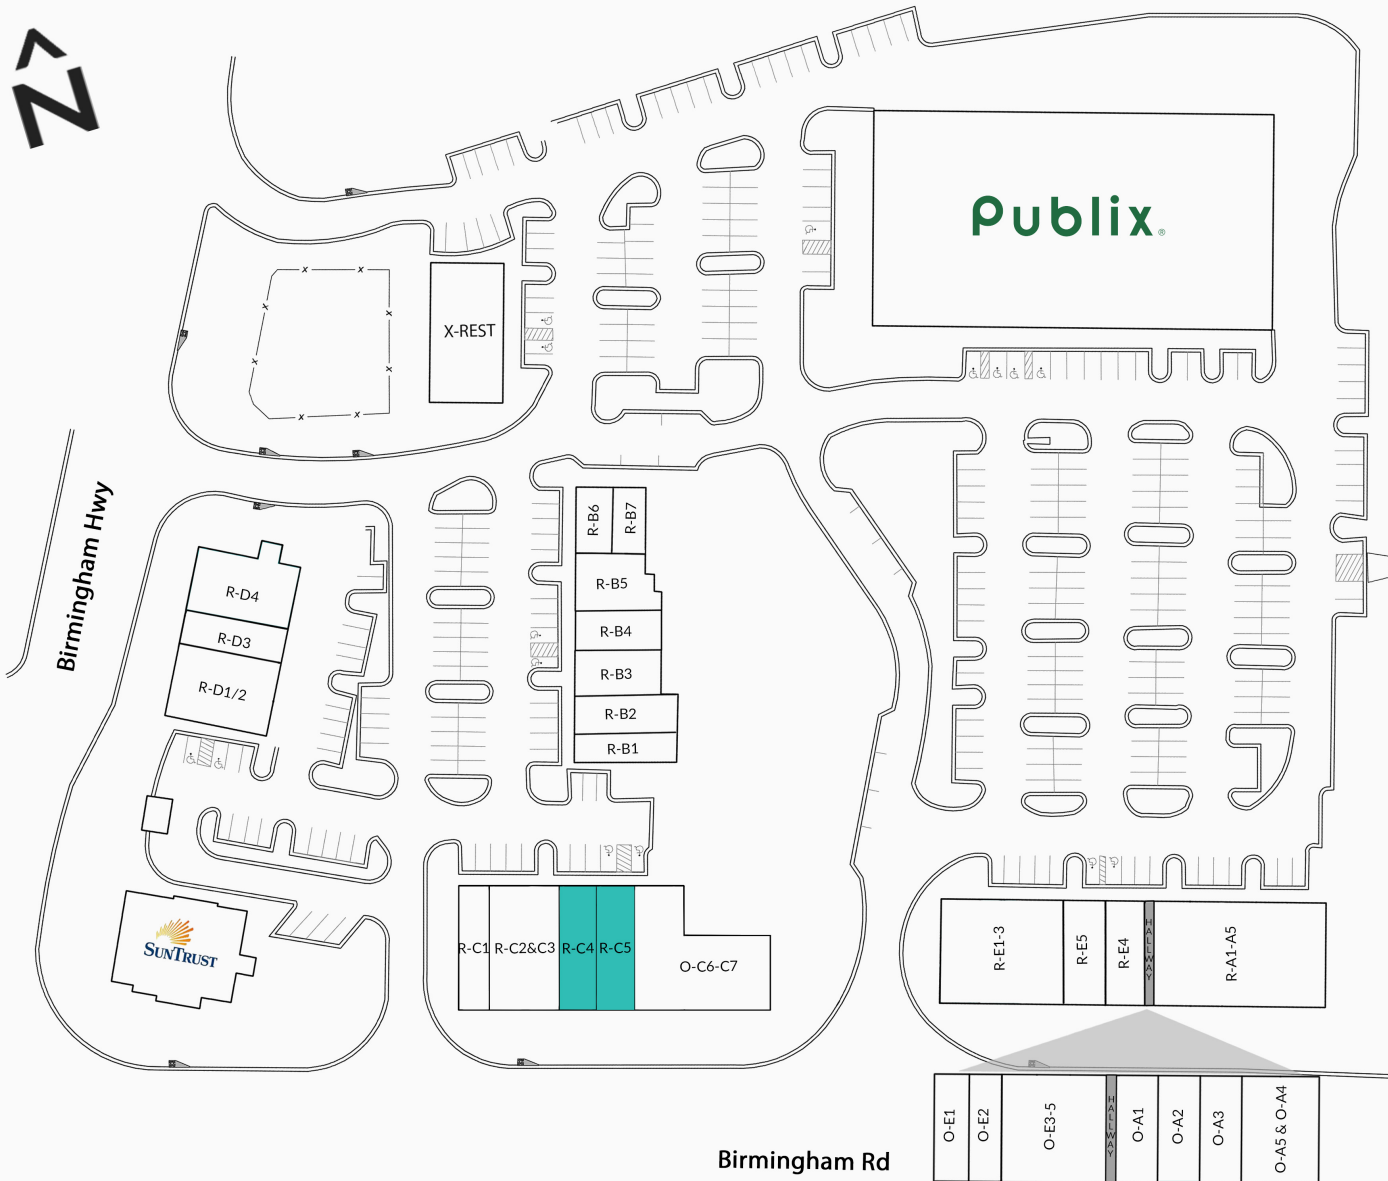 N
Publix®
X-REST
x x
x x
x x
x x
Birmingham Hwy
R-B6
R-B7
R-B5
R-B4
R-B3
R-B2
R-B1
R-D4
R-D3
R-D1/2
SUNTRUST
R-C1
R-C2&C3
R-C4
R-C5
O-C6-C7
R-E1-3
R-E5
R-E4
HALLWAY
R-A1-A5
O-E1
O-E2
O-E3-5
HALLWAY
O-A1
O-A2
O-A3
O-A5 & O-A4
Birmingham Rd